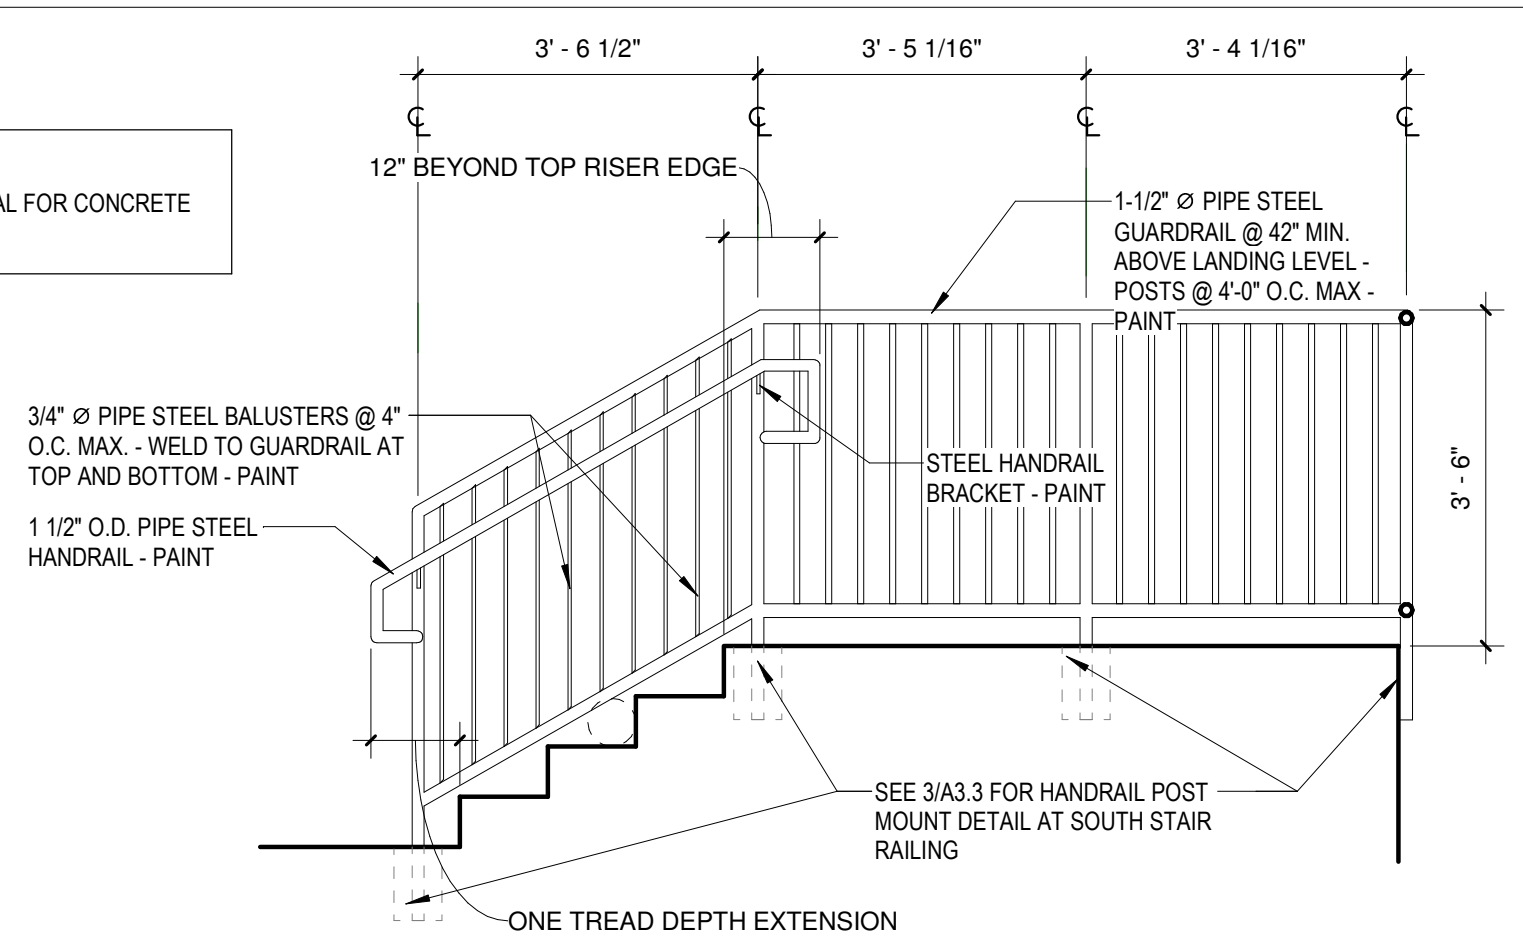 3' - 6 1/2"
3' - 5 1/16"
3' - 4 1/16"
℄ ℄ ℄ ℄
12" BEYOND TOP RISER EDGE
AL FOR CONCRETE
1-1/2" Ø PIPE STEEL
GUARDRAIL @ 42" MIN.
ABOVE LANDING LEVEL -
POSTS @ 4'-0" O.C. MAX -
PAINT
3/4" Ø PIPE STEEL BALUSTERS @ 4"
O.C. MAX. - WELD TO GUARDRAIL AT
TOP AND BOTTOM - PAINT
1 1/2" O.D. PIPE STEEL
HANDRAIL - PAINT
STEEL HANDRAIL
BRACKET - PAINT
3' - 6"
SEE 3/A3.3 FOR HANDRAIL POST
MOUNT DETAIL AT SOUTH STAIR
RAILING
ONE TREAD DEPTH EXTENSION